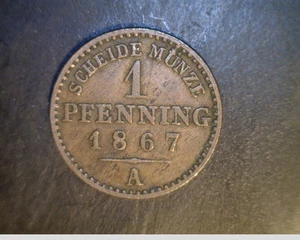 SCHEIDE MÜNZE
1
PFENNING
1867
A